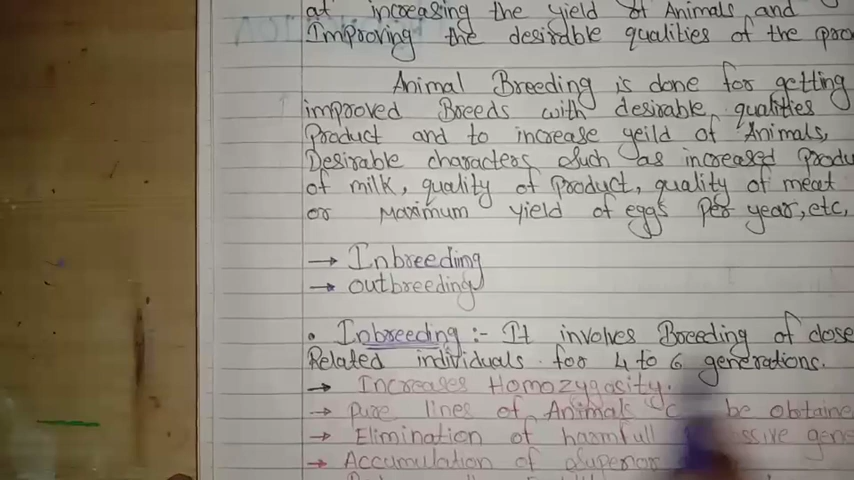 at increasing the yield of Animals and
Improving the desirable qualities of the
Animal Breeding is done for getting
improved Breeds with desirable qualities
Product and to increase yeild of Animals,
Desirable characters such as increased
of milk, quality of Product, quality of meat
or Maximum yield of eggs Per year, etc,
→ Inbreeding
→ outbreeding
• Inbreeding :- It involves Breeding of close
Related individuals for 4 to 6 generations.
→ Increases Homozygosity.
→ pure lines of Animals be
→ Elimination of harmfull
→ Accumulation of Superior